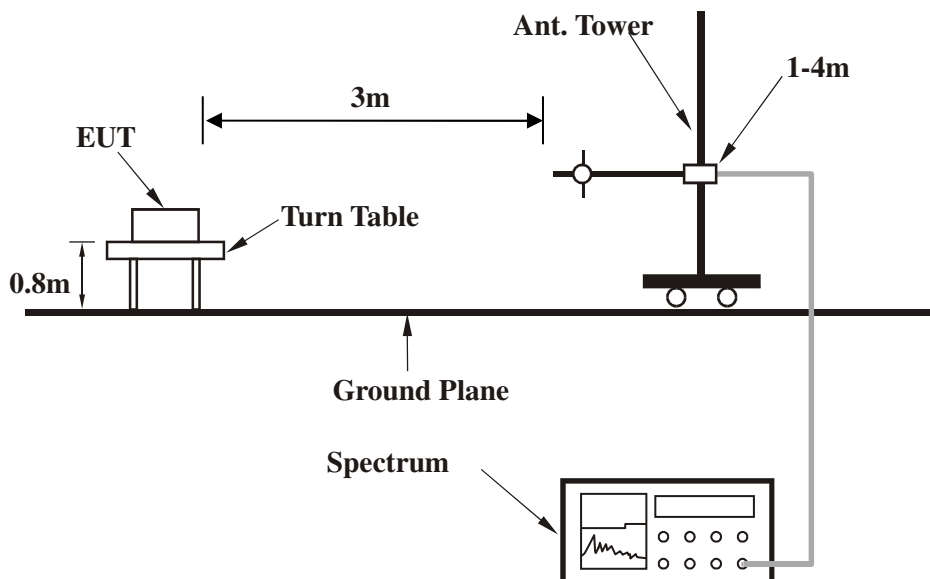 Ant. Tower
1-4m
3m
EUT
Turn Table
0.8m
Ground Plane
Spectrum